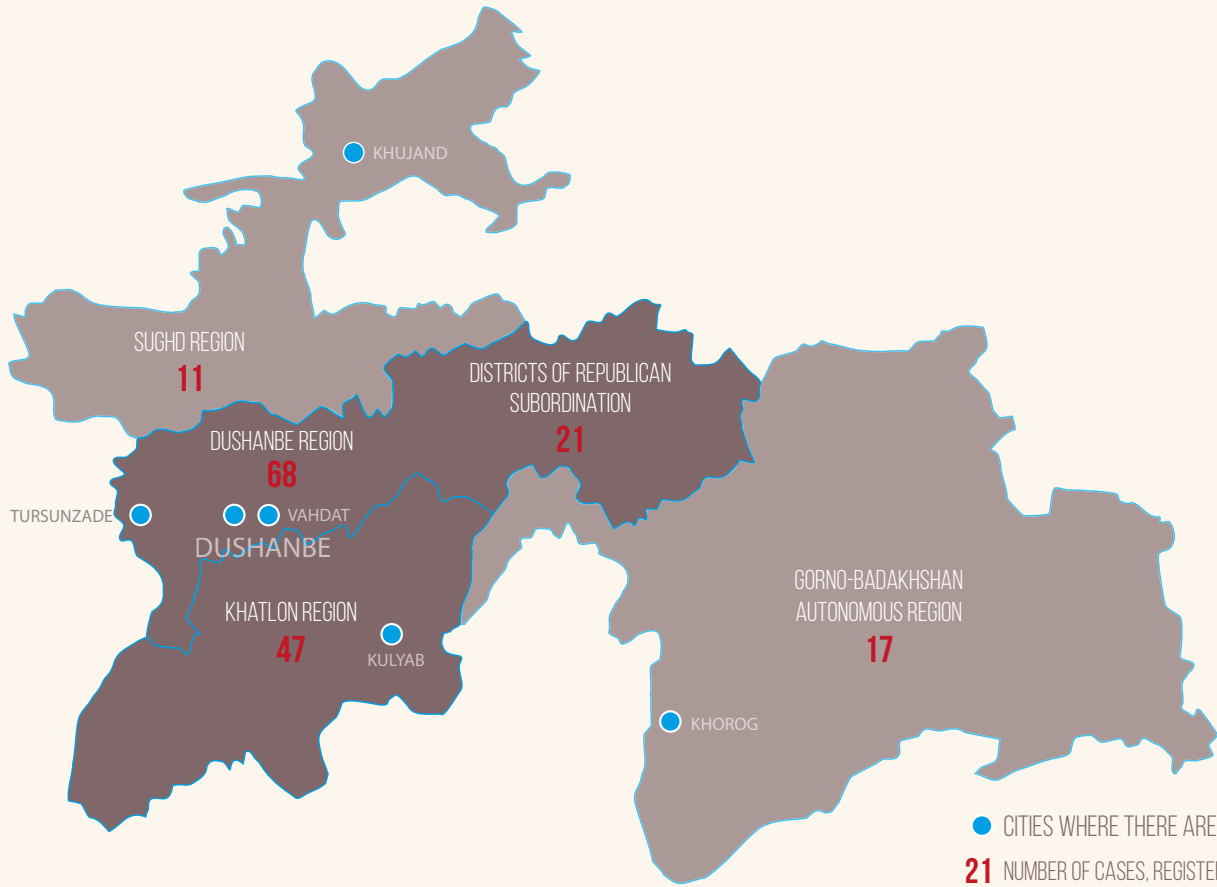 KHUJAND
SUGHD REGION
11
DISTRICTS OF REPUBLICAN
SUBORDINATION
21
DUSHANBE REGION
68
TURSUNZADE
VAHDAT
DUSHANBE
GORNO-BADAKHSHAN
AUTONOMOUS REGION
17
KHATLON REGION
47
KULYAB
KHOROG
CITIES WHERE THERE ARE
21 NUMBER OF CASES, REGISTER